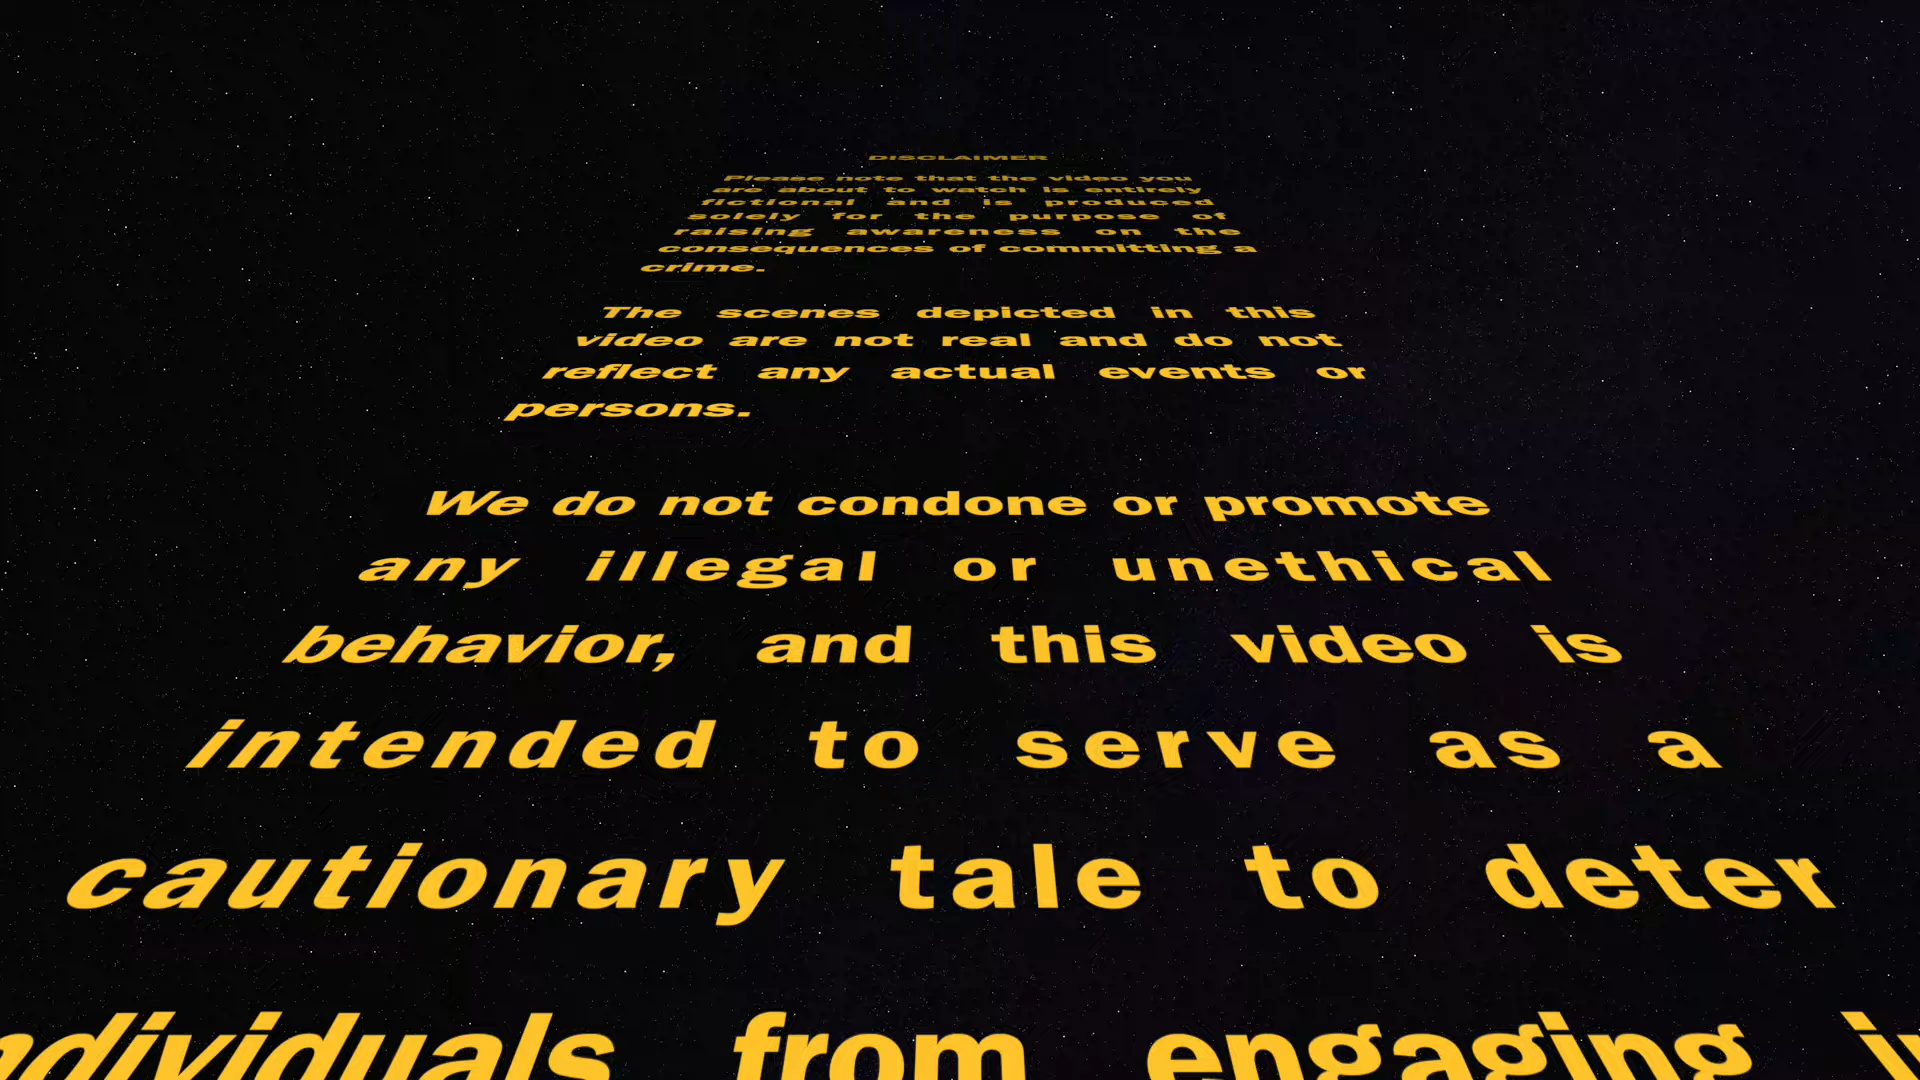 DISCLAIMER
Please note that the video you
are about to watch is entirely
fictional and is produced
solely for the purpose of
raising awareness on the
consequences of committing a
crime.
The scenes depicted in this
video are not real and do not
reflect any actual events or
persons.
We do not condone or promote
any illegal or unethical
behavior, and this video is
intended to serve as a
cautionary tale to deter
from engaging